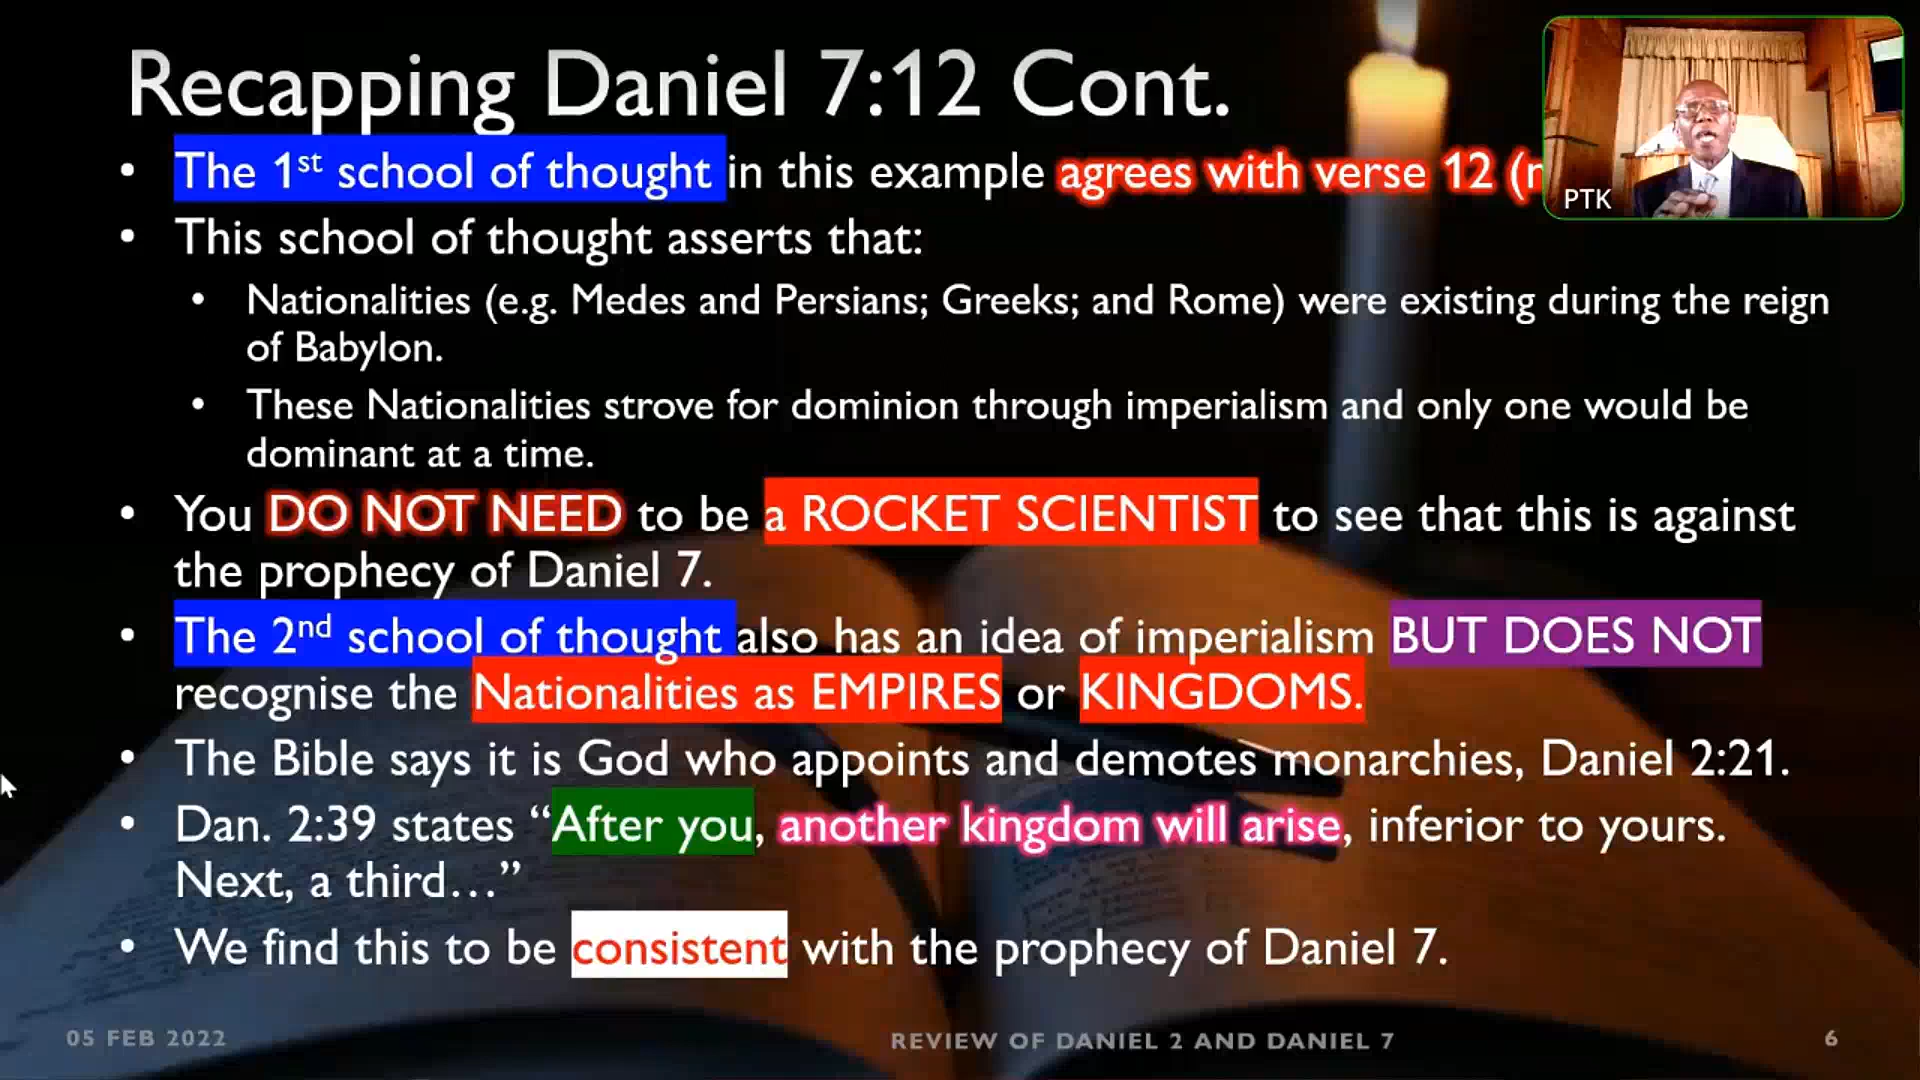 Recapping Daniel 7:12 Cont.
PTK
• The 1st school of thought in this example agrees with verse 12
• This school of thought asserts that:
• Nationalities (e.g. Medes and Persians; Greeks; and Rome) were existing during the reign
of Babylon.
• These Nationalities strove for dominion through imperialism and only one would be
dominant at a time.
• You DO NOT NEED to be a ROCKET SCIENTIST to see that this is against
the prophecy of Daniel 7.
• The 2nd school of thought also has an idea of imperialism BUT DOES NOT
recognise the Nationalities as EMPIRES or KINGDOMS.
• The Bible says it is God who appoints and demotes monarchies, Daniel 2:21.
• Dan. 2:39 states “After you, another kingdom will arise, inferior to yours.
Next, a third…”
• We find this to be consistent with the prophecy of Daniel 7.
05 FEB 2022
REVIEW OF DANIEL 2 AND DANIEL 7
6